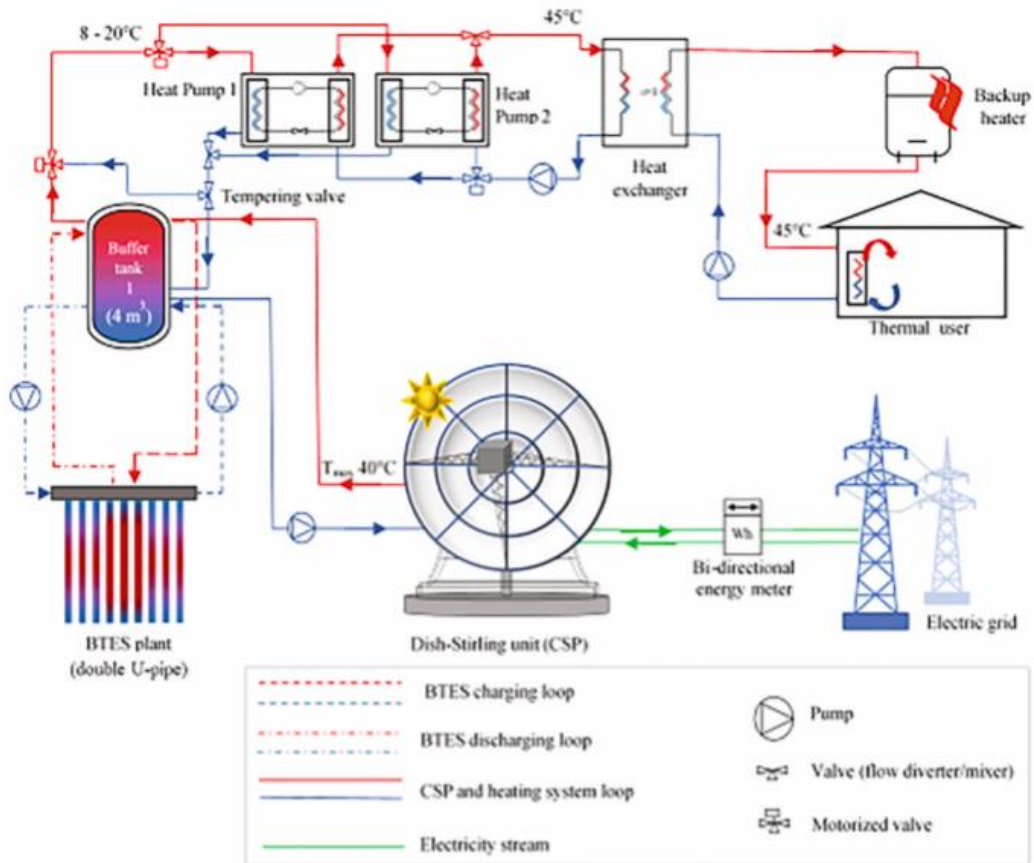 8 - 20°C
45°C
Heat Pump 1
Heat
Pump 2
Backup
heater
Heat
exchanger
Tempering valve
45°C
Buffer
tank
1
(4 m³)
Thermal user
Tmax 40°C
Wh
Bi-directional
energy meter
Electric grid
BTES plant
(double U-pipe)
Dish-Stirling unit (CSP)
BTES charging loop
BTES discharging loop
CSP and heating system loop
Electricity stream
Pump
Valve (flow diverter/mixer)
Motorized valve